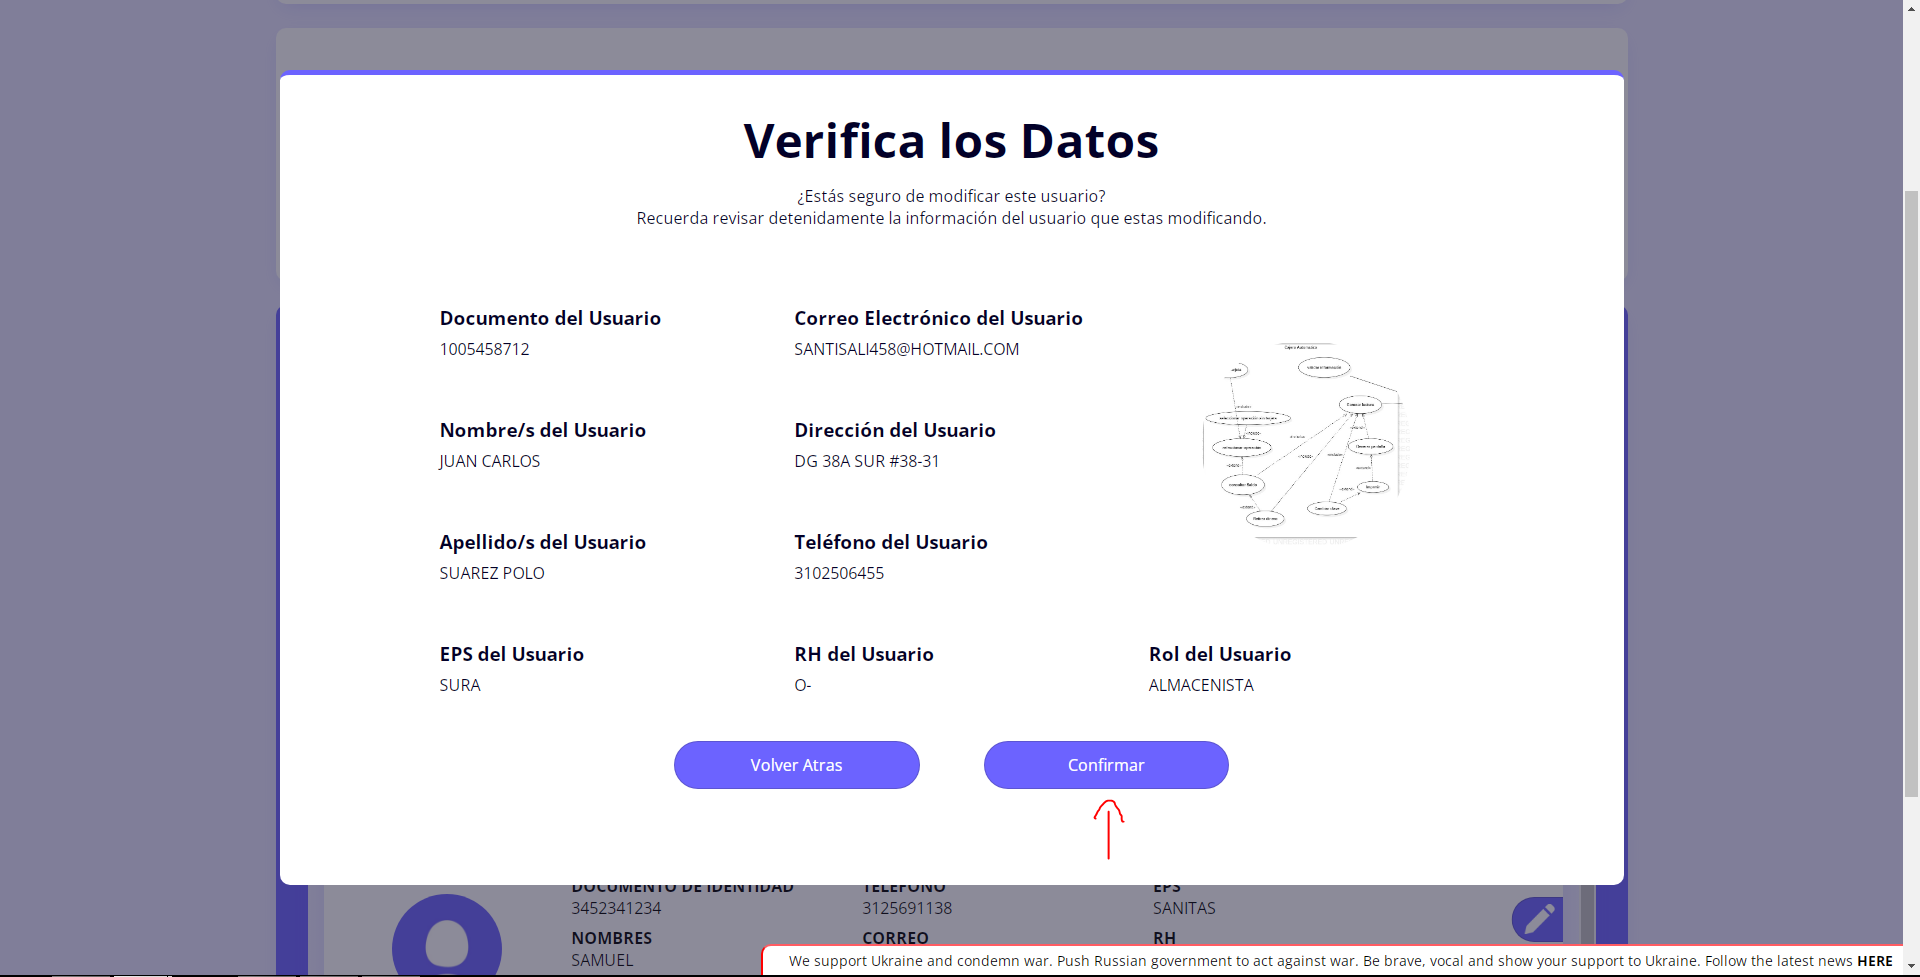 Verifica los Datos
¿Estás seguro de modificar este usuario?
Recuerda revisar detenidamente la información del usuario que estas modificando.
Documento del Usuario
1005458712
Correo Electrónico del Usuario
SANTISALI458@HOTMAIL.COM
Nombre/s del Usuario
JUAN CARLOS
Dirección del Usuario
DG 38A SUR #38-31
Apellido/s del Usuario
SUAREZ POLO
Teléfono del Usuario
3102506455
Cajero Automatico
EPS del Usuario
SURA
RH del Usuario
O-
Rol del Usuario
ALMACENISTA
Volver Atras
Confirmar
DOCUMENTO DE IDENTIDAD
3452341234
TELEFONO
3125691138
EPS
SANITAS
NOMBRES
SAMUEL
CORREO
RH
We support Ukraine and condemn war. Push Russian government to act against war. Be brave, vocal and show your support to Ukraine. Follow the latest news HERE